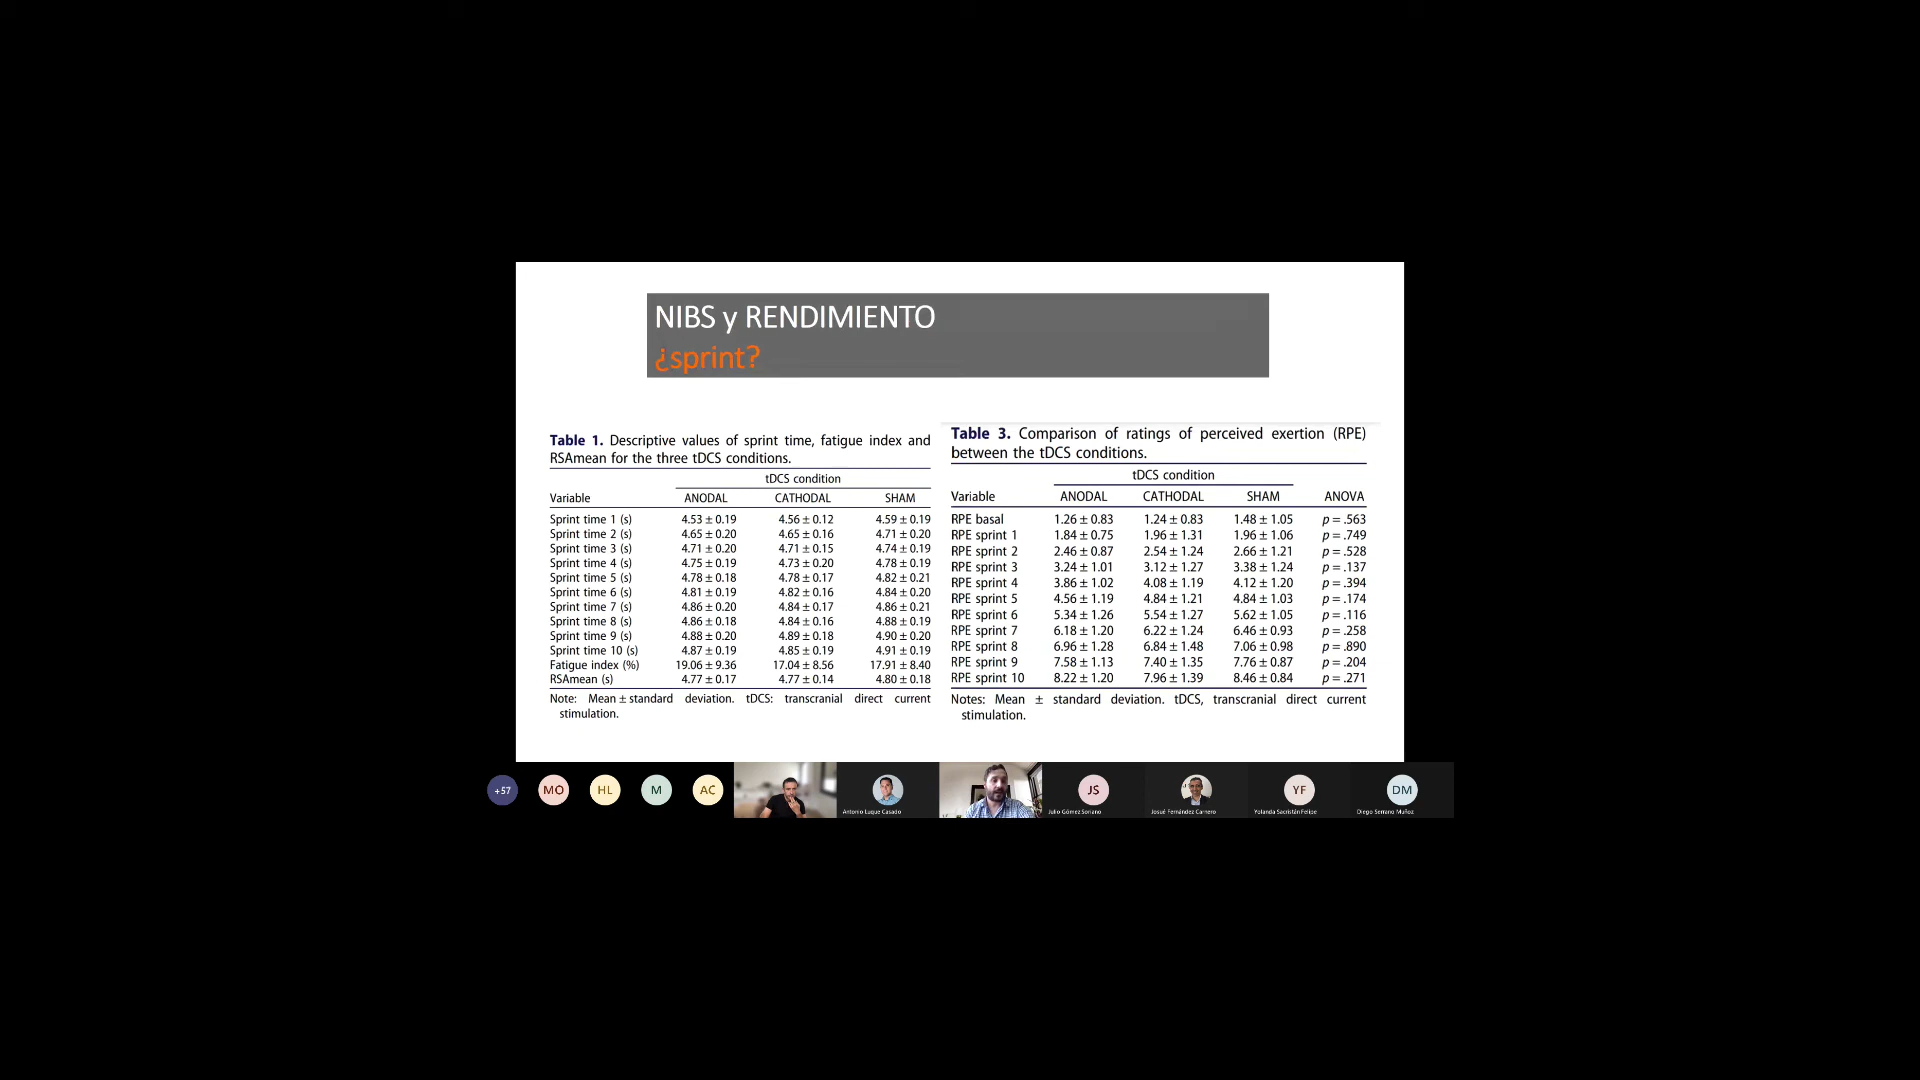 NIBS y RENDIMIENTO
¿sprint?
Table 1. Descriptive values of sprint time, fatigue index and
RSAmean for the three tDCS conditions.
tDCS condition
Variable ANODAL CATHODAL SHAM
Sprint time 1 (s) 4.53 ± 0.19 4.56 ± 0.12 4.59 ± 0.19
Sprint time 2 (s) 4.65 ± 0.20 4.65 ± 0.16 4.71 ± 0.20
Sprint time 3 (s) 4.71 ± 0.20 4.71 ± 0.15 4.74 ± 0.19
Sprint time 4 (s) 4.75 ± 0.19 4.73 ± 0.20 4.78 ± 0.19
Sprint time 5 (s) 4.78 ± 0.18 4.78 ± 0.17 4.82 ± 0.21
Sprint time 6 (s) 4.81 ± 0.19 4.82 ± 0.16 4.84 ± 0.20
Sprint time 7 (s) 4.86 ± 0.20 4.84 ± 0.17 4.86 ± 0.21
Sprint time 8 (s) 4.86 ± 0.18 4.84 ± 0.16 4.88 ± 0.19
Sprint time 9 (s) 4.88 ± 0.20 4.89 ± 0.18 4.90 ± 0.20
Sprint time 10 (s) 4.87 ± 0.19 4.85 ± 0.19 4.91 ± 0.19
Fatigue index (%) 19.06 ± 9.36 17.04 ± 8.56 17.91 ± 8.40
RSAmean (s) 4.77 ± 0.17 4.77 ± 0.14 4.80 ± 0.18
Note: Mean ± standard deviation. tDCS: transcranial direct current
stimulation.
Table 3. Comparison of ratings of perceived exertion (RPE)
between the tDCS conditions.
tDCS condition
Variable ANODAL CATHODAL SHAM ANOVA
RPE basal 1.26 ± 0.83 1.24 ± 0.83 1.48 ± 1.05 p = .563
RPE sprint 1 1.84 ± 0.75 1.96 ± 1.31 1.96 ± 1.06 p = .749
RPE sprint 2 2.46 ± 0.87 2.54 ± 1.24 2.66 ± 1.21 p = .528
RPE sprint 3 3.24 ± 1.01 3.12 ± 1.27 3.38 ± 1.24 p = .137
RPE sprint 4 3.86 ± 1.02 4.08 ± 1.19 4.12 ± 1.20 p = .394
RPE sprint 5 4.56 ± 1.19 4.84 ± 1.21 4.84 ± 1.03 p = .174
RPE sprint 6 5.34 ± 1.26 5.54 ± 1.27 5.62 ± 1.05 p = .116
RPE sprint 7 6.18 ± 1.20 6.22 ± 1.24 6.46 ± 0.93 p = .258
RPE sprint 8 6.96 ± 1.28 6.84 ± 1.48 7.06 ± 0.98 p = .890
RPE sprint 9 7.58 ± 1.13 7.40 ± 1.35 7.76 ± 0.87 p = .204
RPE sprint 10 8.22 ± 1.20 7.96 ± 1.39 8.46 ± 0.84 p = .271
Notes: Mean ± standard deviation. tDCS, transcranial direct current
stimulation.
+57 MO HL M AC JS YF DM
Antonio Luque Casado Julio Gómez Soriano Josué Fernández Carnero Yolanda Sacristán Felipe Diego Serrano Muñoz